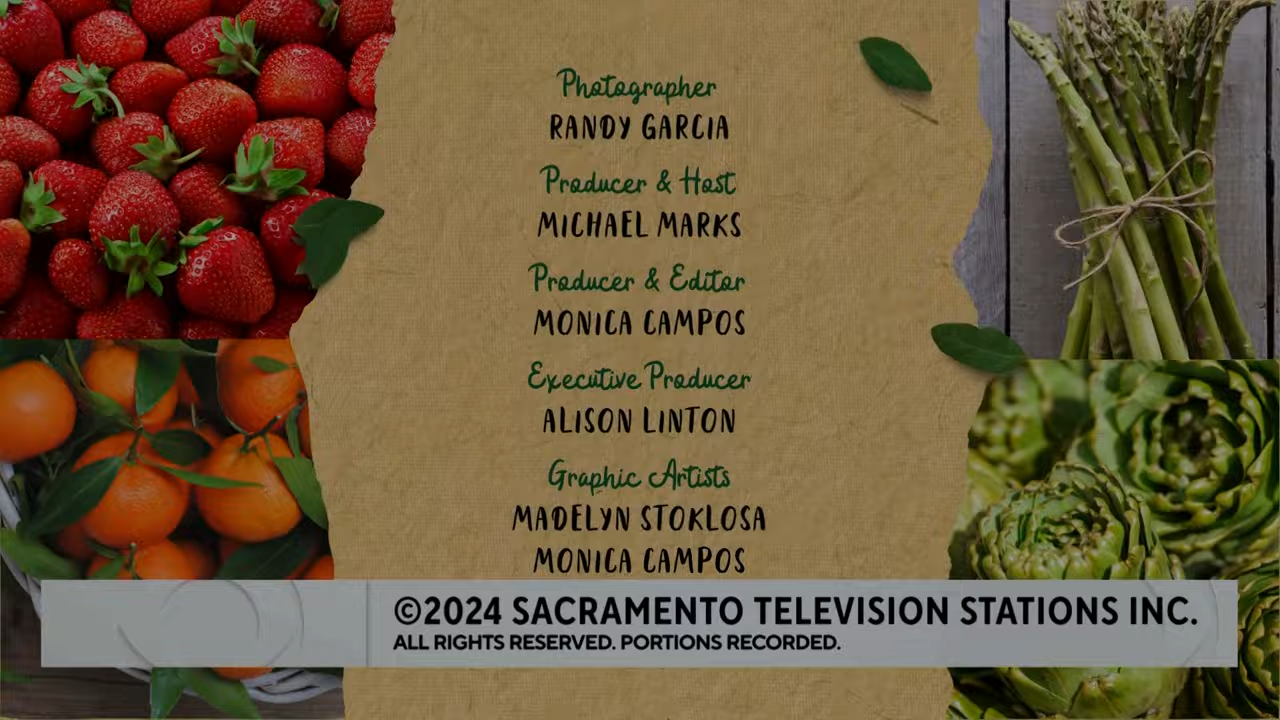 Photographer
RANDY GARCIA
Producer & Host
MICHAEL MARKS
Producer & Editor
MONICA CAMPOS
Executive Producer
ALISON LINTON
Graphic Artists
MADELYN STOKLOSA
MONICA CAMPOS
©2024 SACRAMENTO TELEVISION STATIONS INC.
ALL RIGHTS RESERVED. PORTIONS RECORDED.